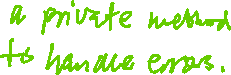 a private method
to handle errors.